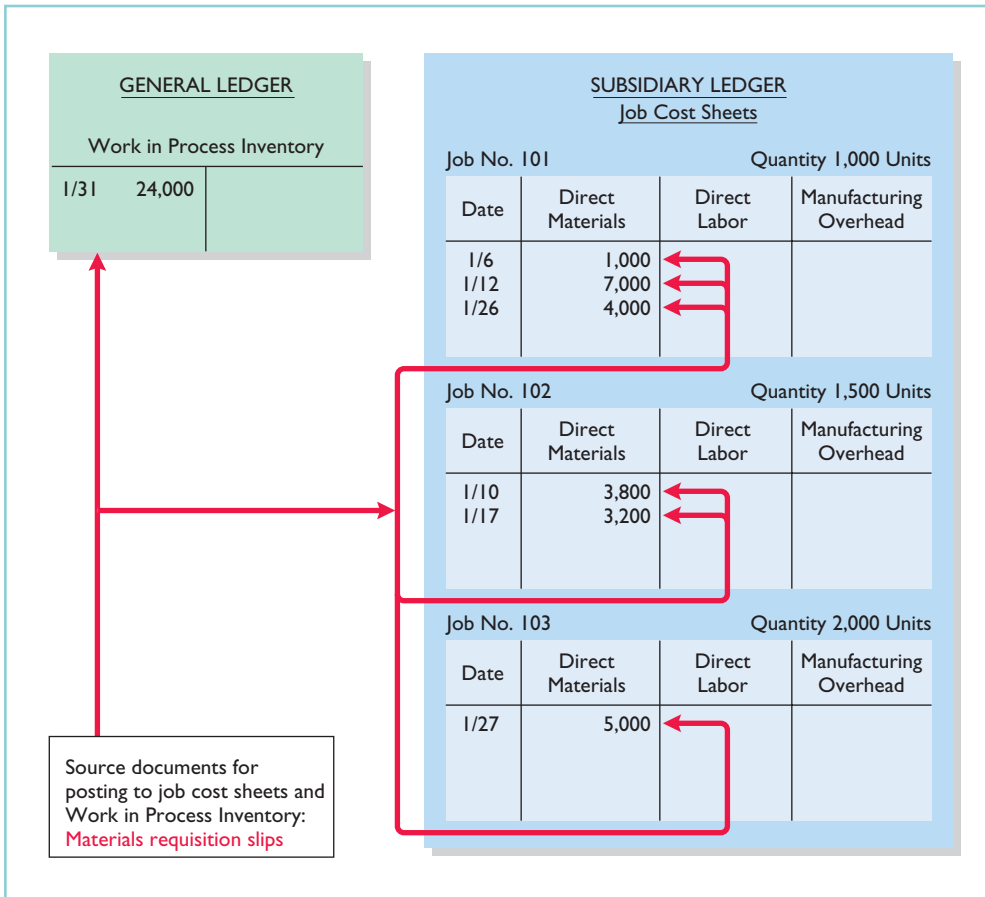 GENERAL LEDGER
Work in Process Inventory
1/31 24,000
SUBSIDIARY LEDGER
Job Cost Sheets
Job No. 101 Quantity 1,000 Units
Date Direct Materials Direct Labor Manufacturing Overhead
1/6 1,000
1/12 7,000
1/26 4,000
Job No. 102 Quantity 1,500 Units
Date Direct Materials Direct Labor Manufacturing Overhead
1/10 3,800
1/17 3,200
Job No. 103 Quantity 2,000 Units
Date Direct Materials Direct Labor Manufacturing Overhead
1/27 5,000
Source documents for
posting to job cost sheets and
Work in Process Inventory:
Materials requisition slips